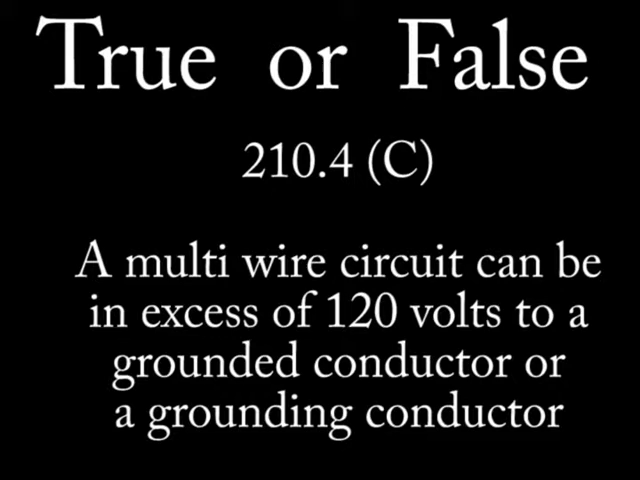 True or False
210.4 (C)
A multi wire circuit can be
in excess of 120 volts to a
grounded conductor or
a grounding conductor